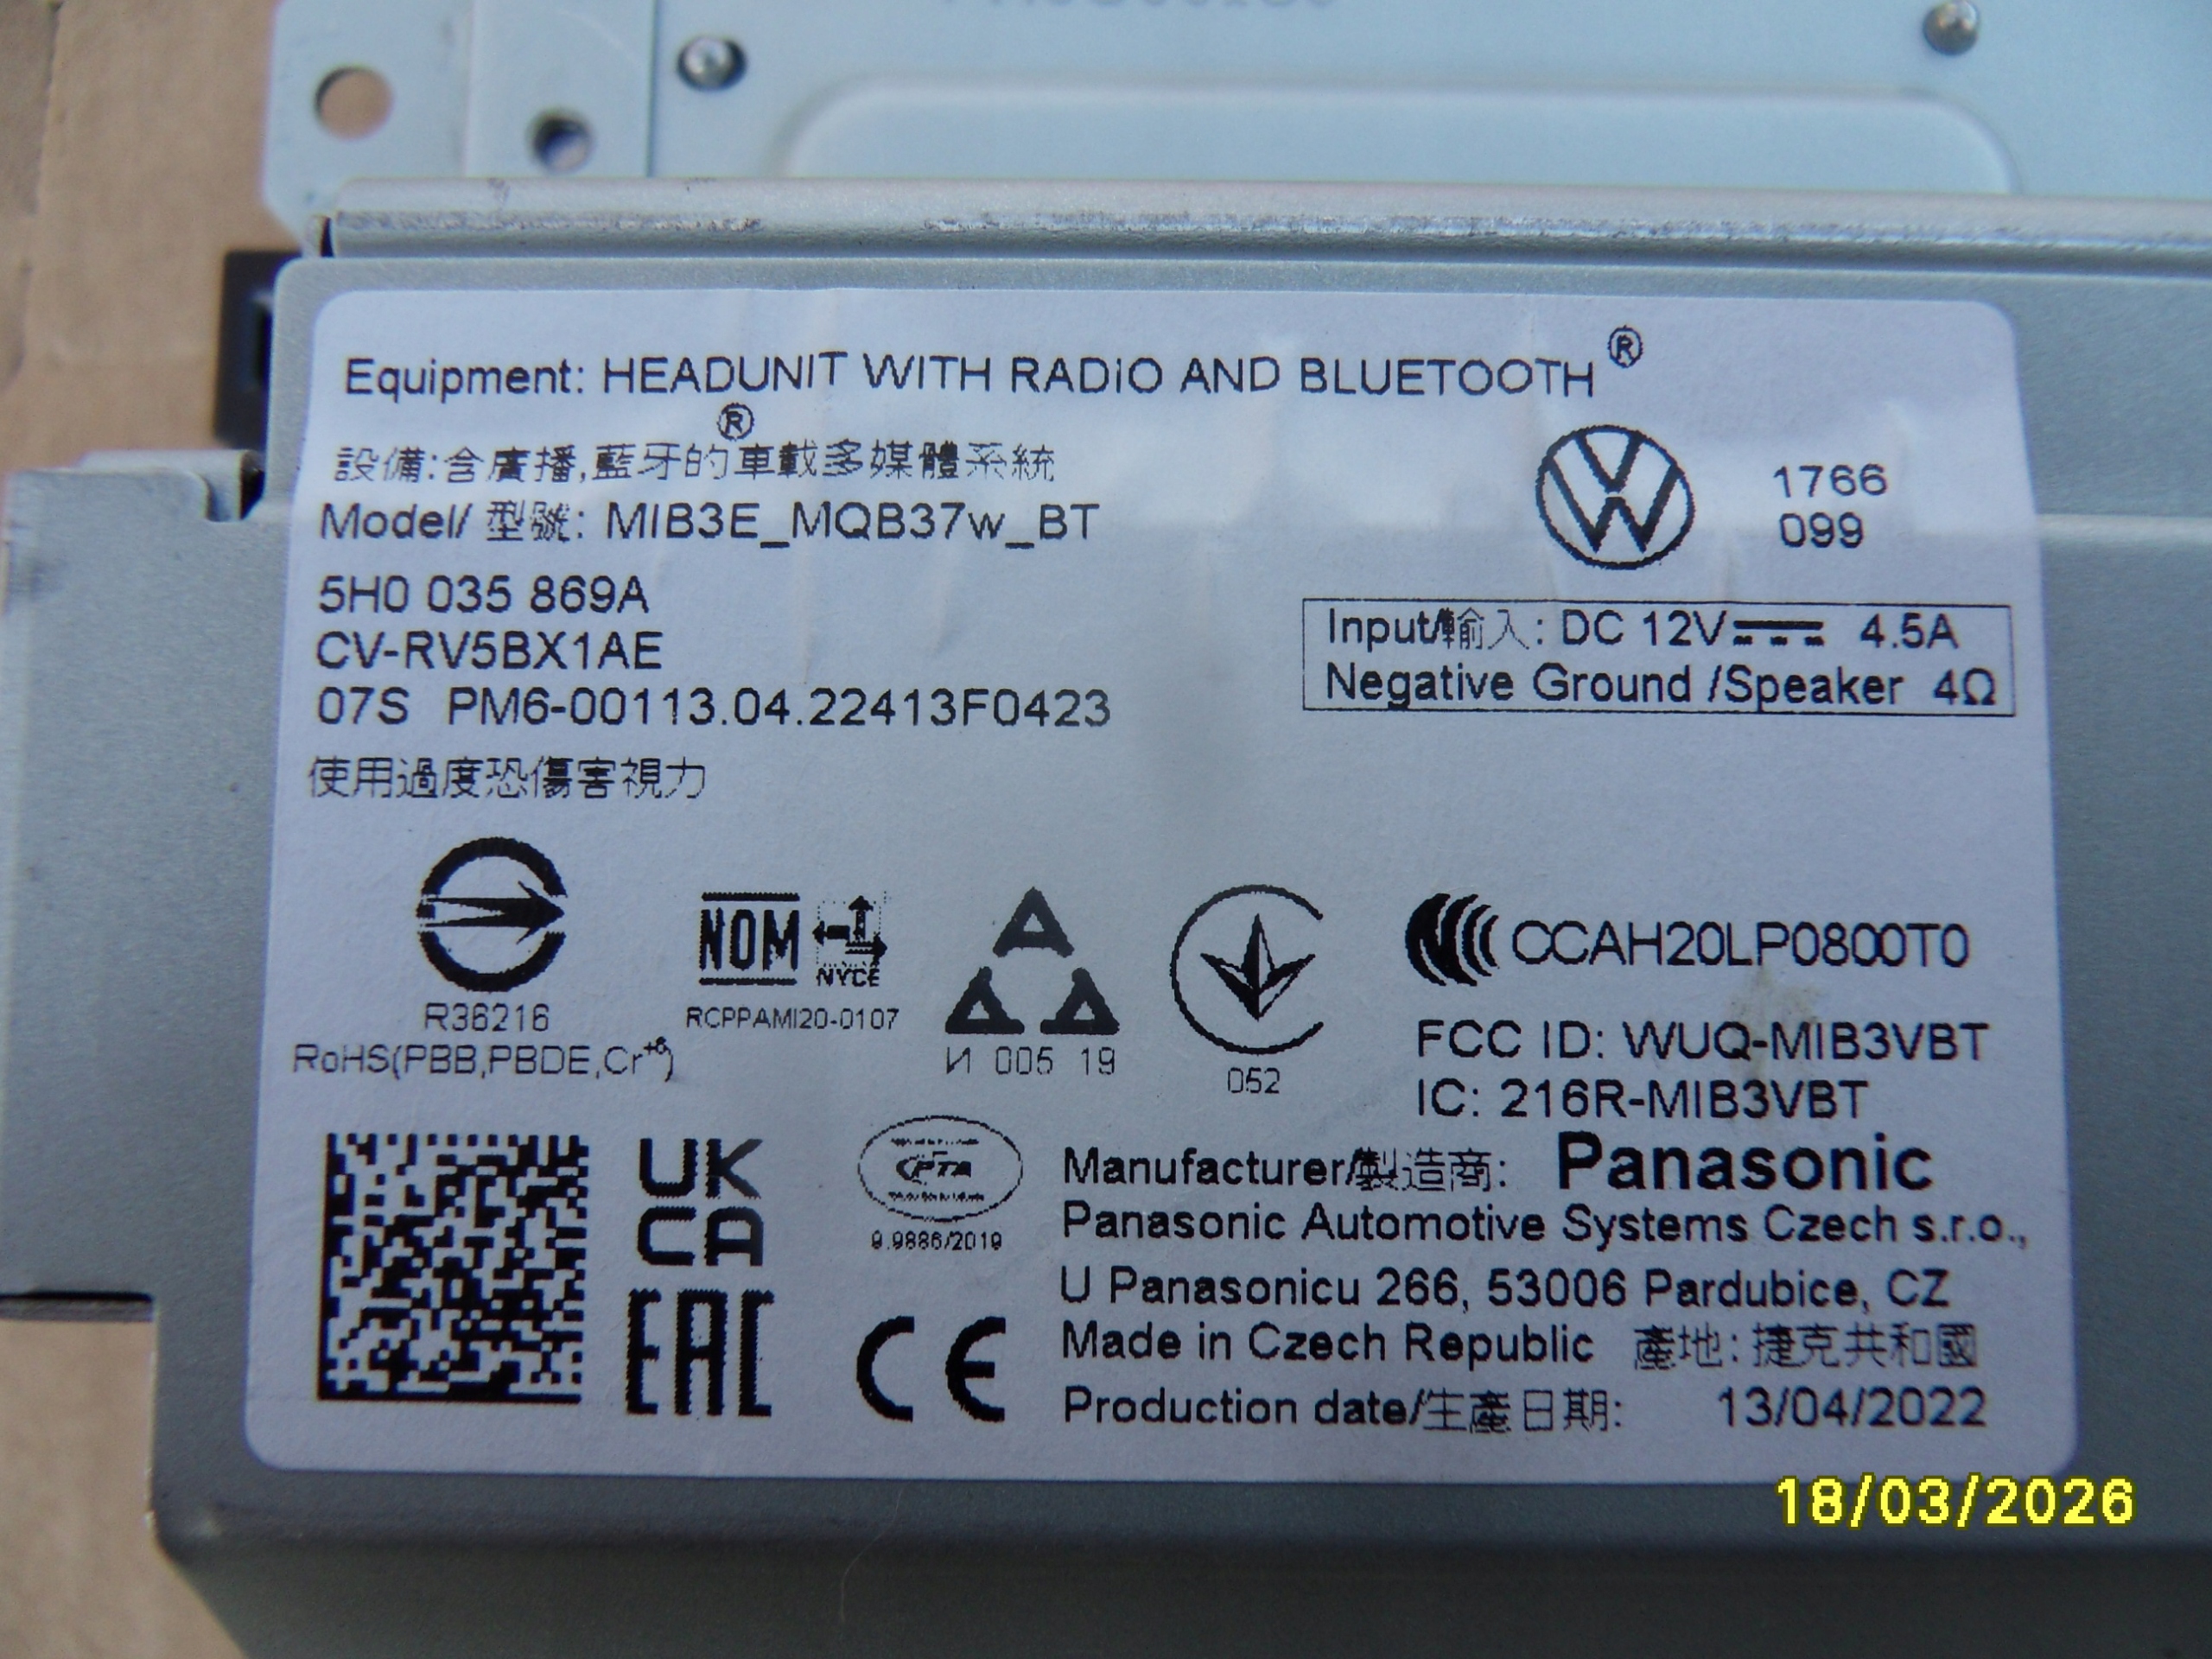 Equipment: HEADUNIT WITH RADiO AND BLUETOOTH®
®
設備:含廣播,藍牙的車載多媒體系統
Model/ 型號: MIB3E_MQB37w_BT
1766
099
5H0 035 869A
CV-RV5BX1AE
07S PM6-00113.04.22413F0423
Input/輸入: DC 12V 4.5A
Negative Ground /Speaker 4Ω
使用過度恐傷害視力
NOM
NYCE
CCAH20LP0800T0
R36216
RCPPAMI20-0107
RoHS(PBB,PBDE,Cr+6)
И 005 19
052
FCC ID: WUQ-MIB3VBT
IC: 216R-MIB3VBT
UK
CA
PTA
9.9886/2019
EAC
CE
Manufacturer/製造商: Panasonic
Panasonic Automotive Systems Czech s.r.o.,
U Panasonicu 266, 53006 Pardubice, CZ
Made in Czech Republic 產地:捷克共和國
Production date/生產日期: 13/04/2022
18/03/2026